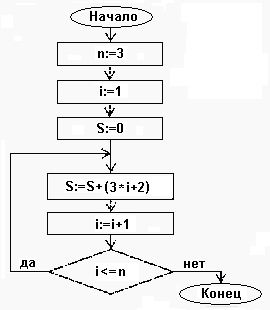 Начало
n:=3
i:=1
S:=0
S:=S+(3*i+2)
i:=i+1
да
i<=n
нет
Конец